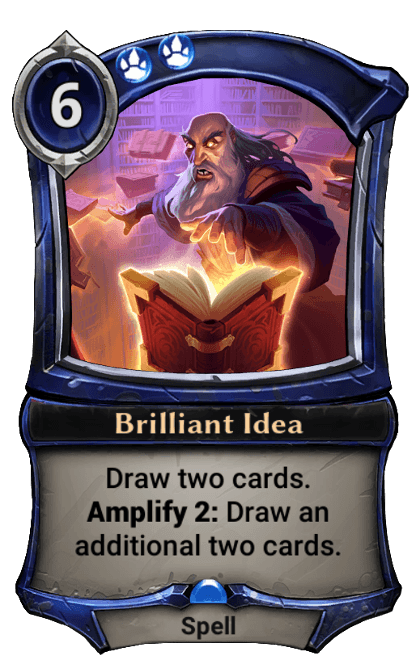 6
Brilliant Idea
Draw two cards.
Amplify 2: Draw an
additional two cards.
Spell